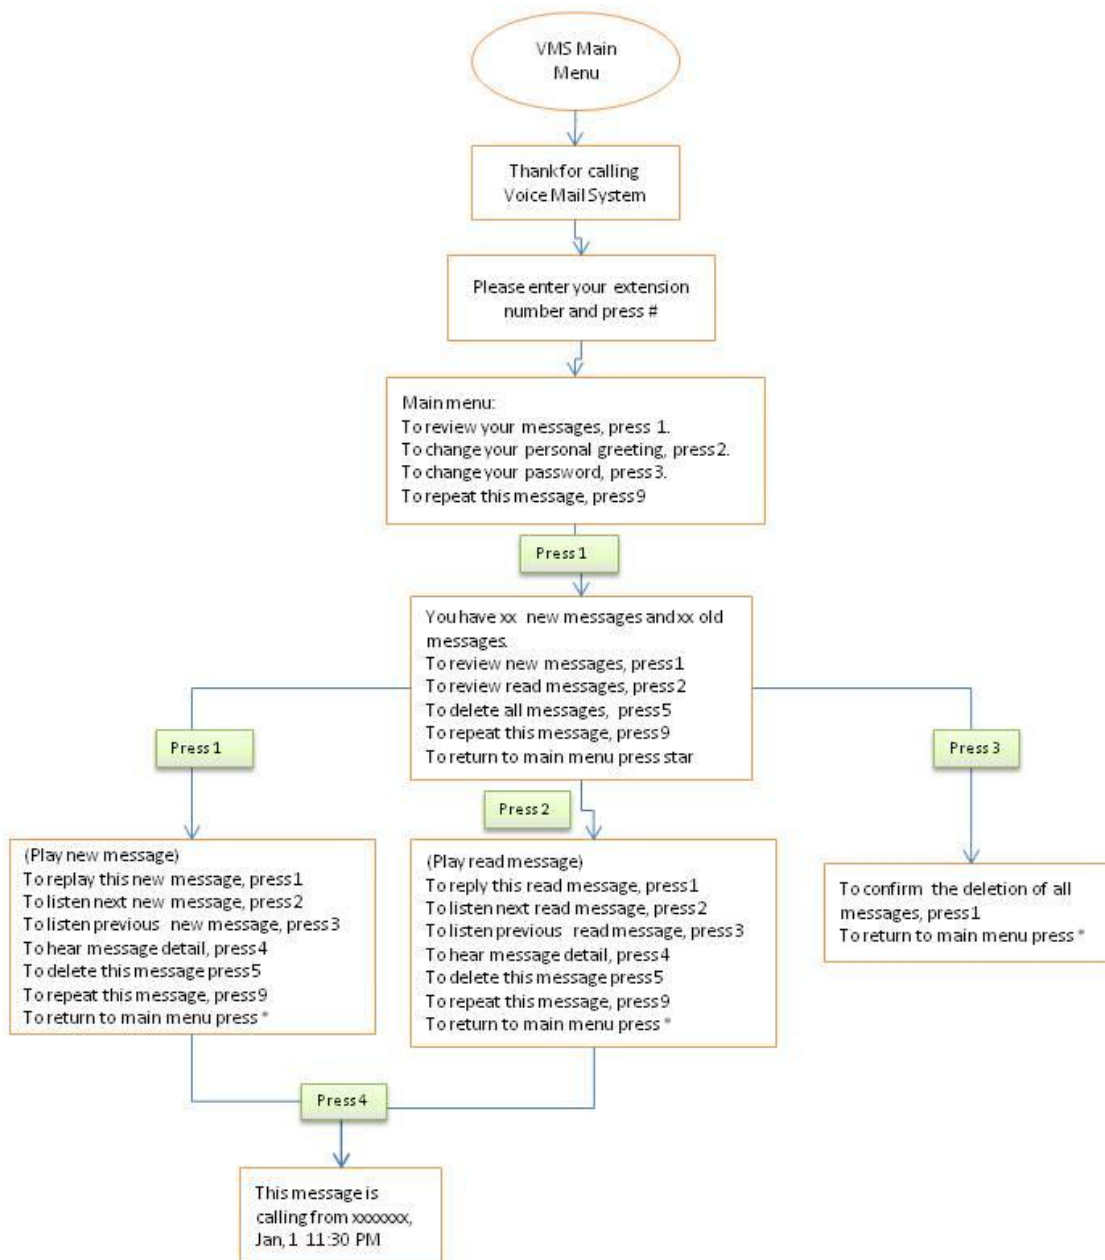 VMS Main
Menu
Thank for calling
Voice Mail System
Please enter your extension
number and press #
Main menu:
To review your messages, press 1.
To change your personal greeting, press 2.
To change your password, press 3.
To repeat this message, press 9
Press 1
You have xx new messages and xx old
messages.
To review new messages, press 1
To review read messages, press 2
To delete all messages, press 5
To repeat this message, press 9
To return to main menu press star
Press 1
Press 2
Press 3
(Play new message)
To replay this new message, press 1
To listen next new message, press 2
To listen previous new message, press 3
To hear message detail, press 4
To delete this message press 5
To repeat this message, press 9
To return to main menu press *
(Play read message)
To reply this read message, press 1
To listen next read message, press 2
To listen previous read message, press 3
To hear message detail, press 4
To delete this message press 5
To repeat this message, press 9
To return to main menu press *
To confirm the deletion of all
messages, press 1
To return to main menu press *
Press 4
This message is
calling from xxxxxxx,
Jan, 1 11:30 PM